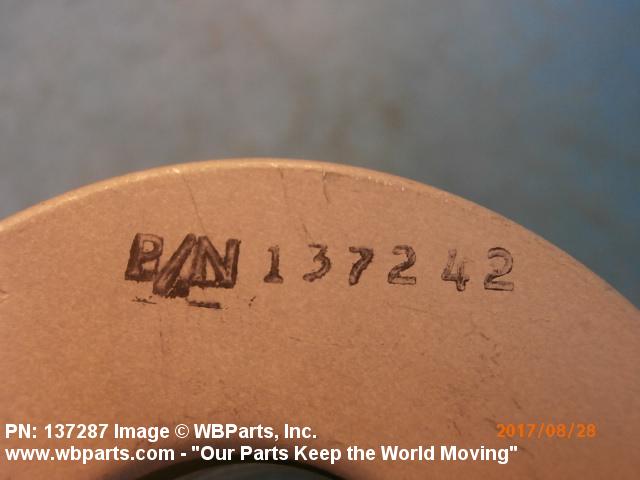 P/N 137242
2017/08/28
PN: 137287 Image © WBParts, Inc.
www.wbparts.com - "Our Parts Keep the World Moving"